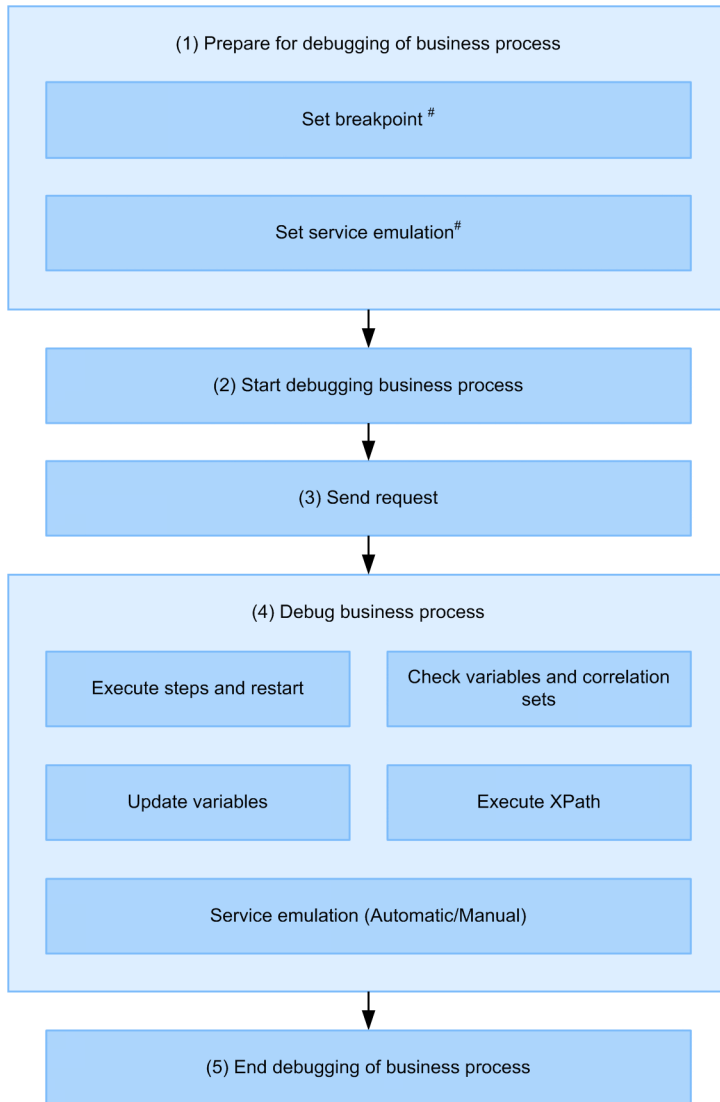 (1) Prepare for debugging of business process
Set breakpoint #
Set service emulation#
(2) Start debugging business process
(3) Send request
(4) Debug business process
Execute steps and restart
Check variables and correlation
sets
Update variables
Execute XPath
Service emulation (Automatic/Manual)
(5) End debugging of business process